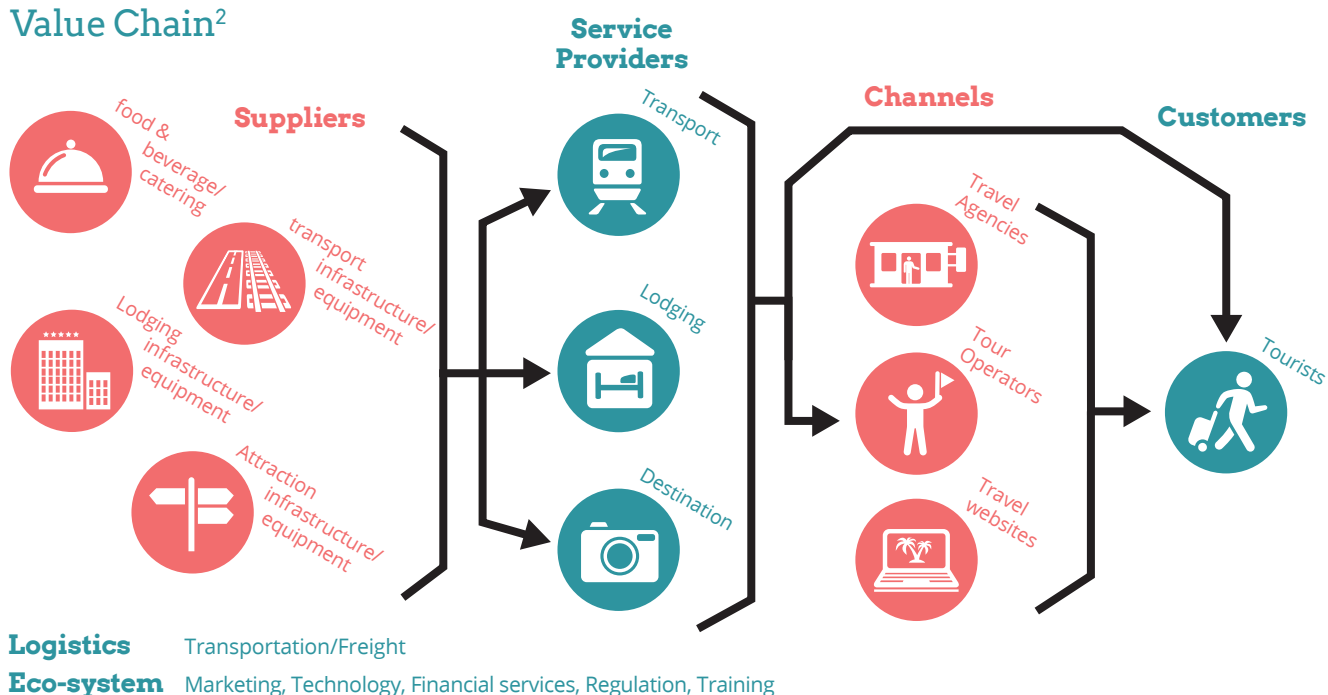 Value Chain²
Suppliers
food &
beverage/
catering
transport
infrastructure/
equipment
Lodging
infrastructure/
equipment
Attraction
infrastructure/
equipment
Service
Providers
Transport
Lodging
Destination
Channels
Travel
Agencies
Tour
Operators
Travel
websites
Customers
Tourists
Logistics Transportation/Freight
Eco-system Marketing, Technology, Financial services, Regulation, Training